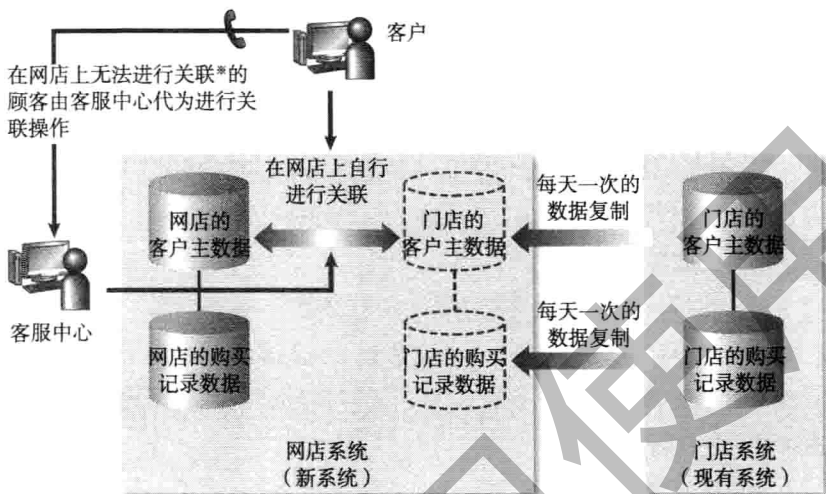 客户
在网店上无法进行关联※的
顾客由客服中心代为进行关
联操作
在网店上自行
进行关联
每天一次的
数据复制
网店的
客户主数据
门店的
客户主数据
门店的
客户主数据
客服中心
每天一次的
数据复制
网店的购买
记录数据
门店的购买
记录数据
门店的购买
记录数据
网店系统
（新系统）
门店系统
（现有系统）
使用